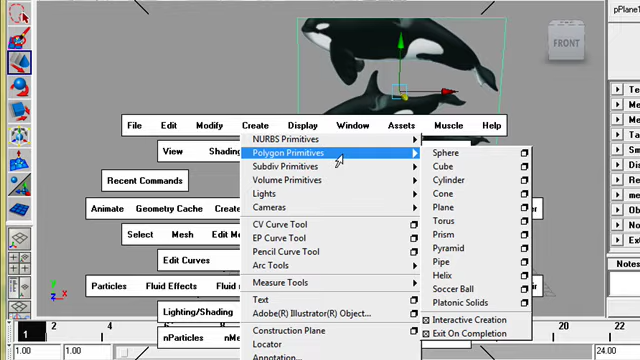 pPlane1
FRONT
File Edit Modify Create Display Window Assets Muscle Help
NURBS Primitives
View Shading
Polygon Primitives
Sphere
Subdiv Primitives
Cube
Recent Commands
Volume Primitives
Cylinder
Lights
Cone
Animate Geometry Cache
Cameras
Plane
Torus
CV Curve Tool
Select Mesh Edit Me
EP Curve Tool
Prism
Pencil Curve Tool
Pyramid
Edit Curves
Arc Tools
Pipe
Helix
Notes
Particles Fluid Effects
Measure Tools
Soccer Ball
Text
Platonic Solids
Lighting/Shading
Adobe(R) Illustrator(R) Object...
Interactive Creation
1
20 22
nParticles nMe
Construction Plane
Exit On Completion
Locator
1.00 1.00
24.00
Annotation...